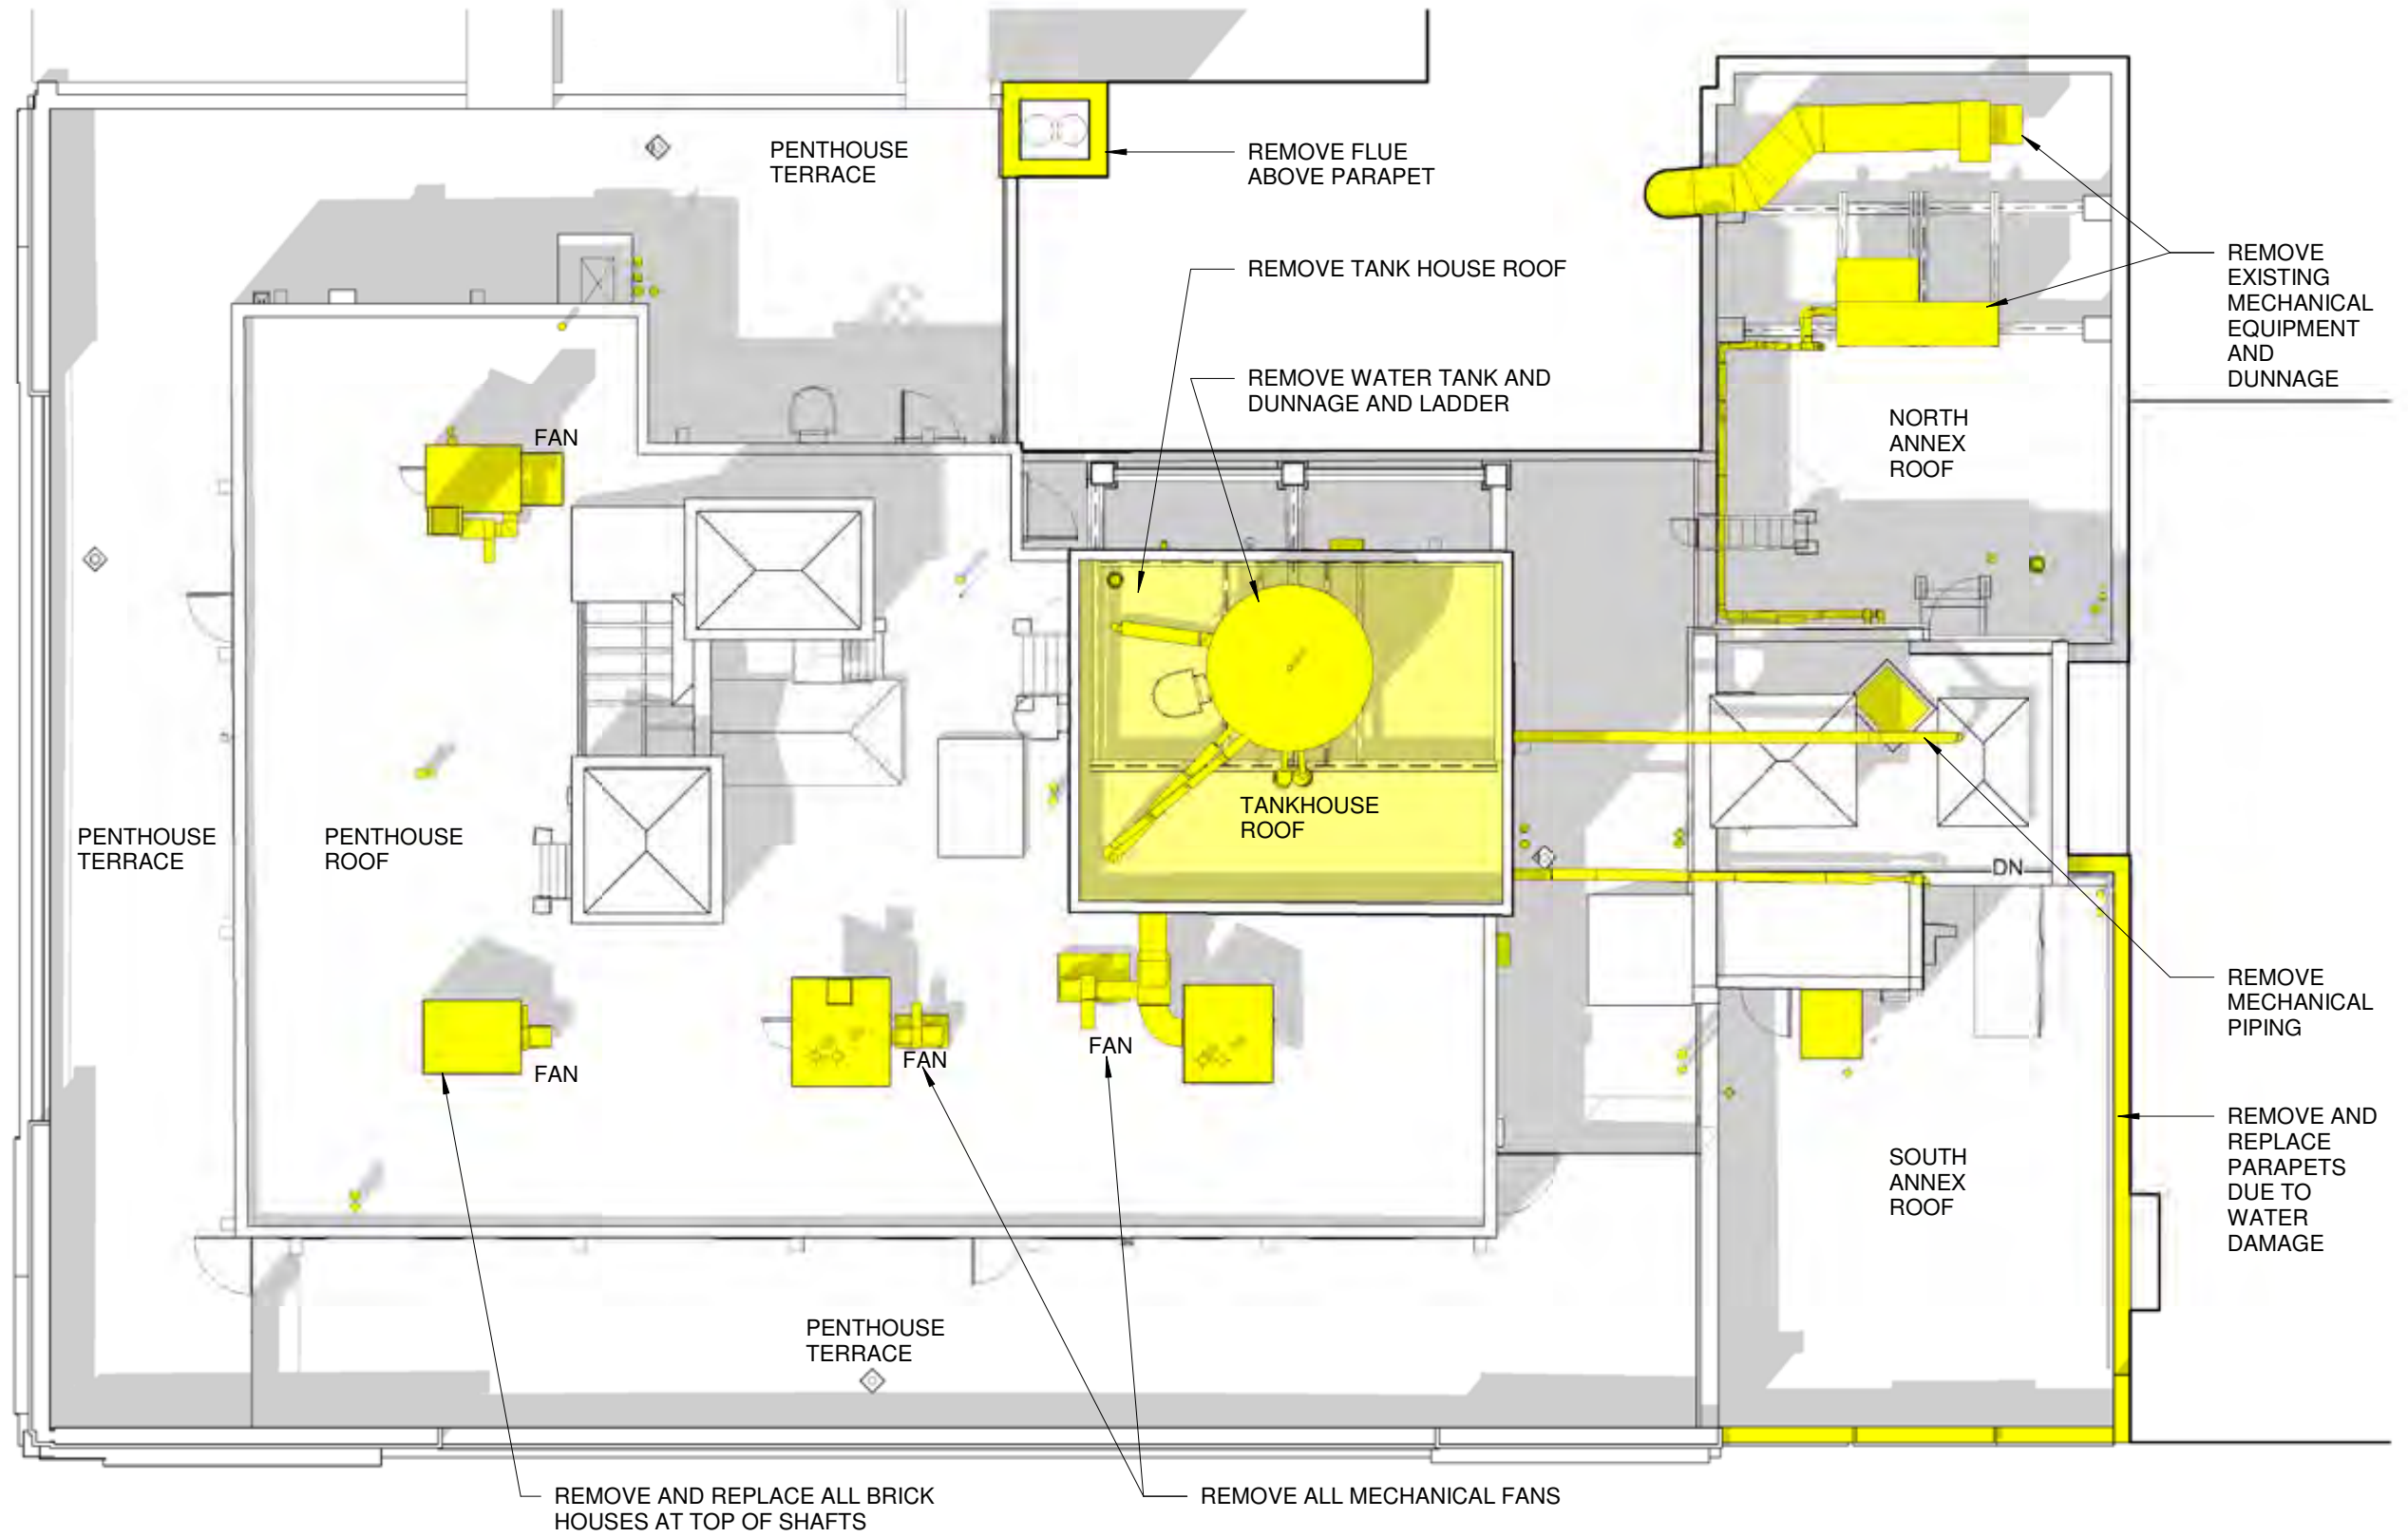 PENTHOUSE
TERRACE
REMOVE FLUE
ABOVE PARAPET
REMOVE TANK HOUSE ROOF
REMOVE WATER TANK AND
DUNNAGE AND LADDER
REMOVE
EXISTING
MECHANICAL
EQUIPMENT
AND
DUNNAGE
NORTH
ANNEX
ROOF
FAN
PENTHOUSE
TERRACE
PENTHOUSE
ROOF
TANKHOUSE
ROOF
DN
REMOVE
MECHANICAL
PIPING
FAN
FAN
FAN
REMOVE AND
REPLACE
PARAPETS
DUE TO
WATER
DAMAGE
SOUTH
ANNEX
ROOF
PENTHOUSE
TERRACE
REMOVE AND REPLACE ALL BRICK
HOUSES AT TOP OF SHAFTS
REMOVE ALL MECHANICAL FANS